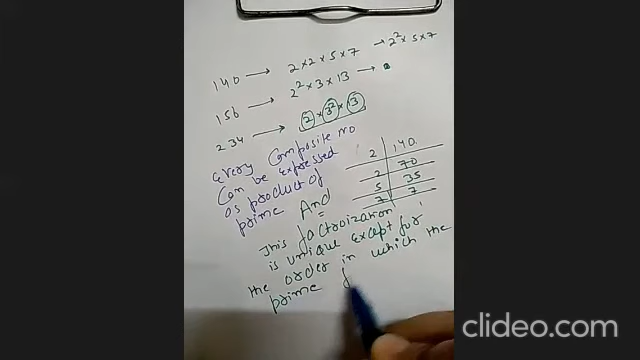 140 → 2 × 2 × 5 × 7 → 2² × 5 × 7
156 → 2² × 3 × 13 →
234 → 2 × 3² × 13
Every Composite no
Can be expressed
as product of
prime And
This factroization
is unique except for
the order in which the
prime f
2 | 140
2 | 70
5 | 35
7 | 7
1
clideo.com